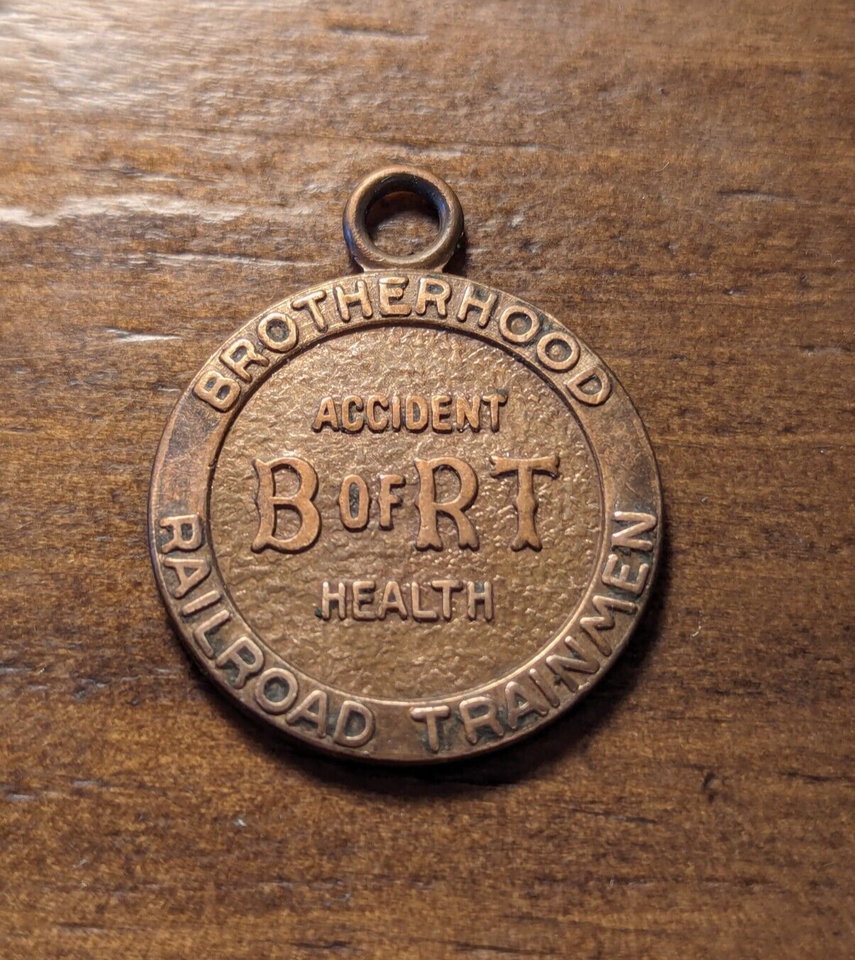 BROTHERHOOD
ACCIDENT
B OF RT
HEALTH
RAILROAD TRAINMEN